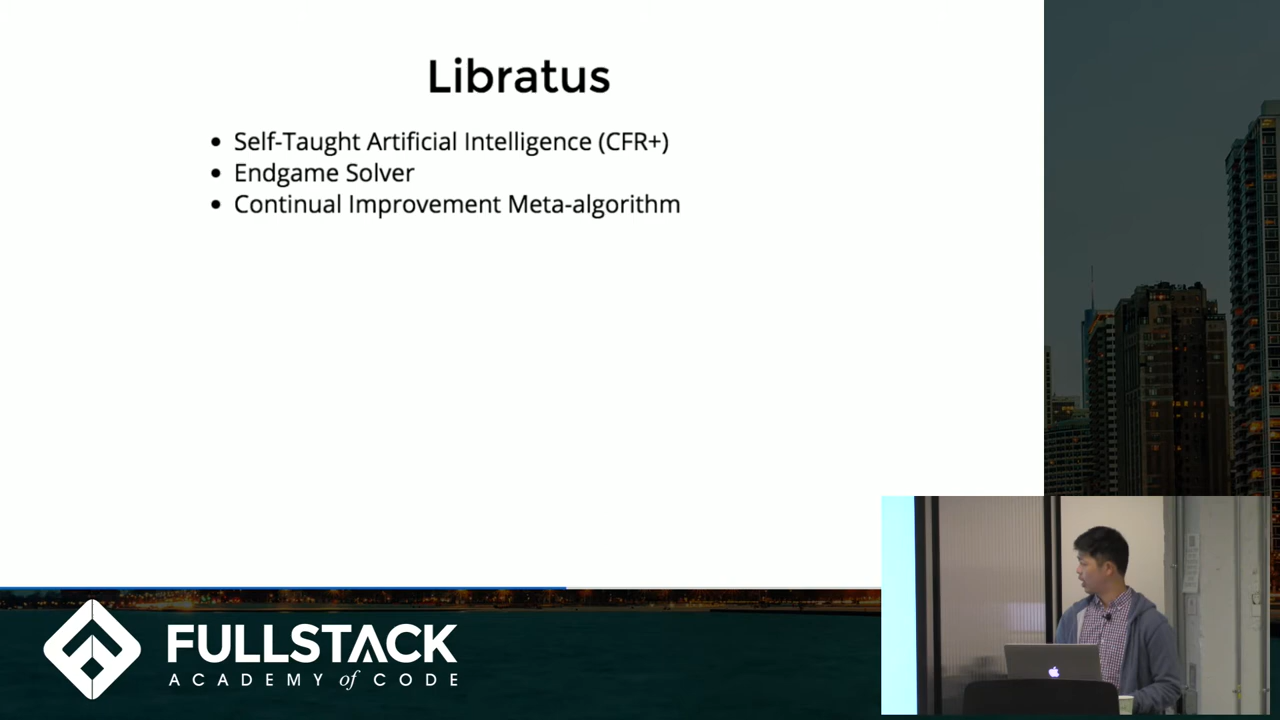 Libratus
• Self-Taught Artificial Intelligence (CFR+)
• Endgame Solver
• Continual Improvement Meta-algorithm
FULLSTACK
ACADEMY of CODE